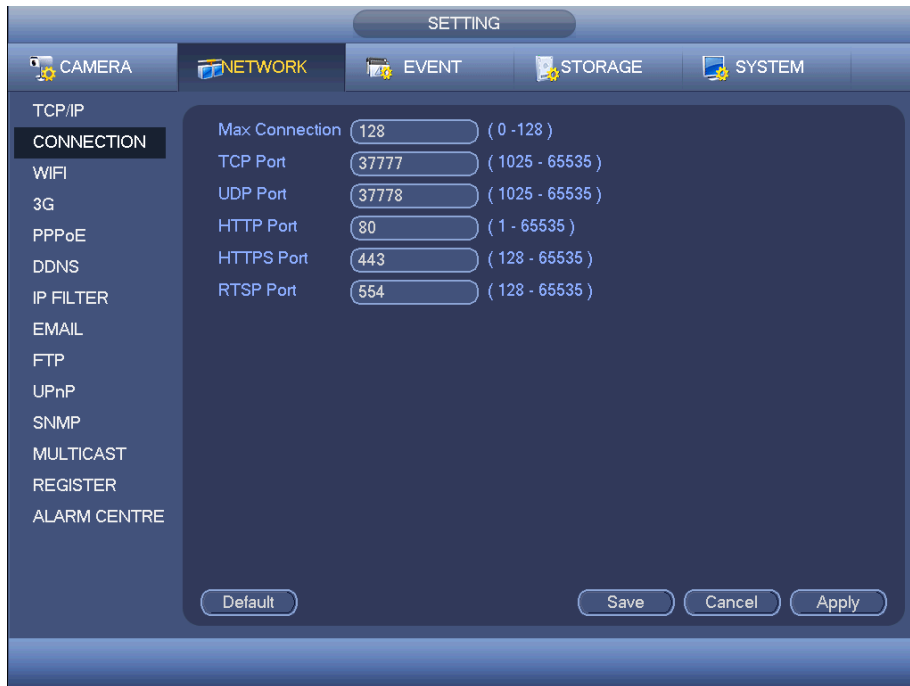 SETTING
CAMERA NETWORK EVENT STORAGE SYSTEM
TCP/IP
CONNECTION
WIFI
3G
PPPoE
DDNS
IP FILTER
EMAIL
FTP
UPnP
SNMP
MULTICAST
REGISTER
ALARM CENTRE
Max Connection 128 ( 0 -128 )
TCP Port 37777 ( 1025 - 65535 )
UDP Port 37778 ( 1025 - 65535 )
HTTP Port 80 ( 1 - 65535 )
HTTPS Port 443 ( 128 - 65535 )
RTSP Port 554 ( 128 - 65535 )
Default Save Cancel Apply